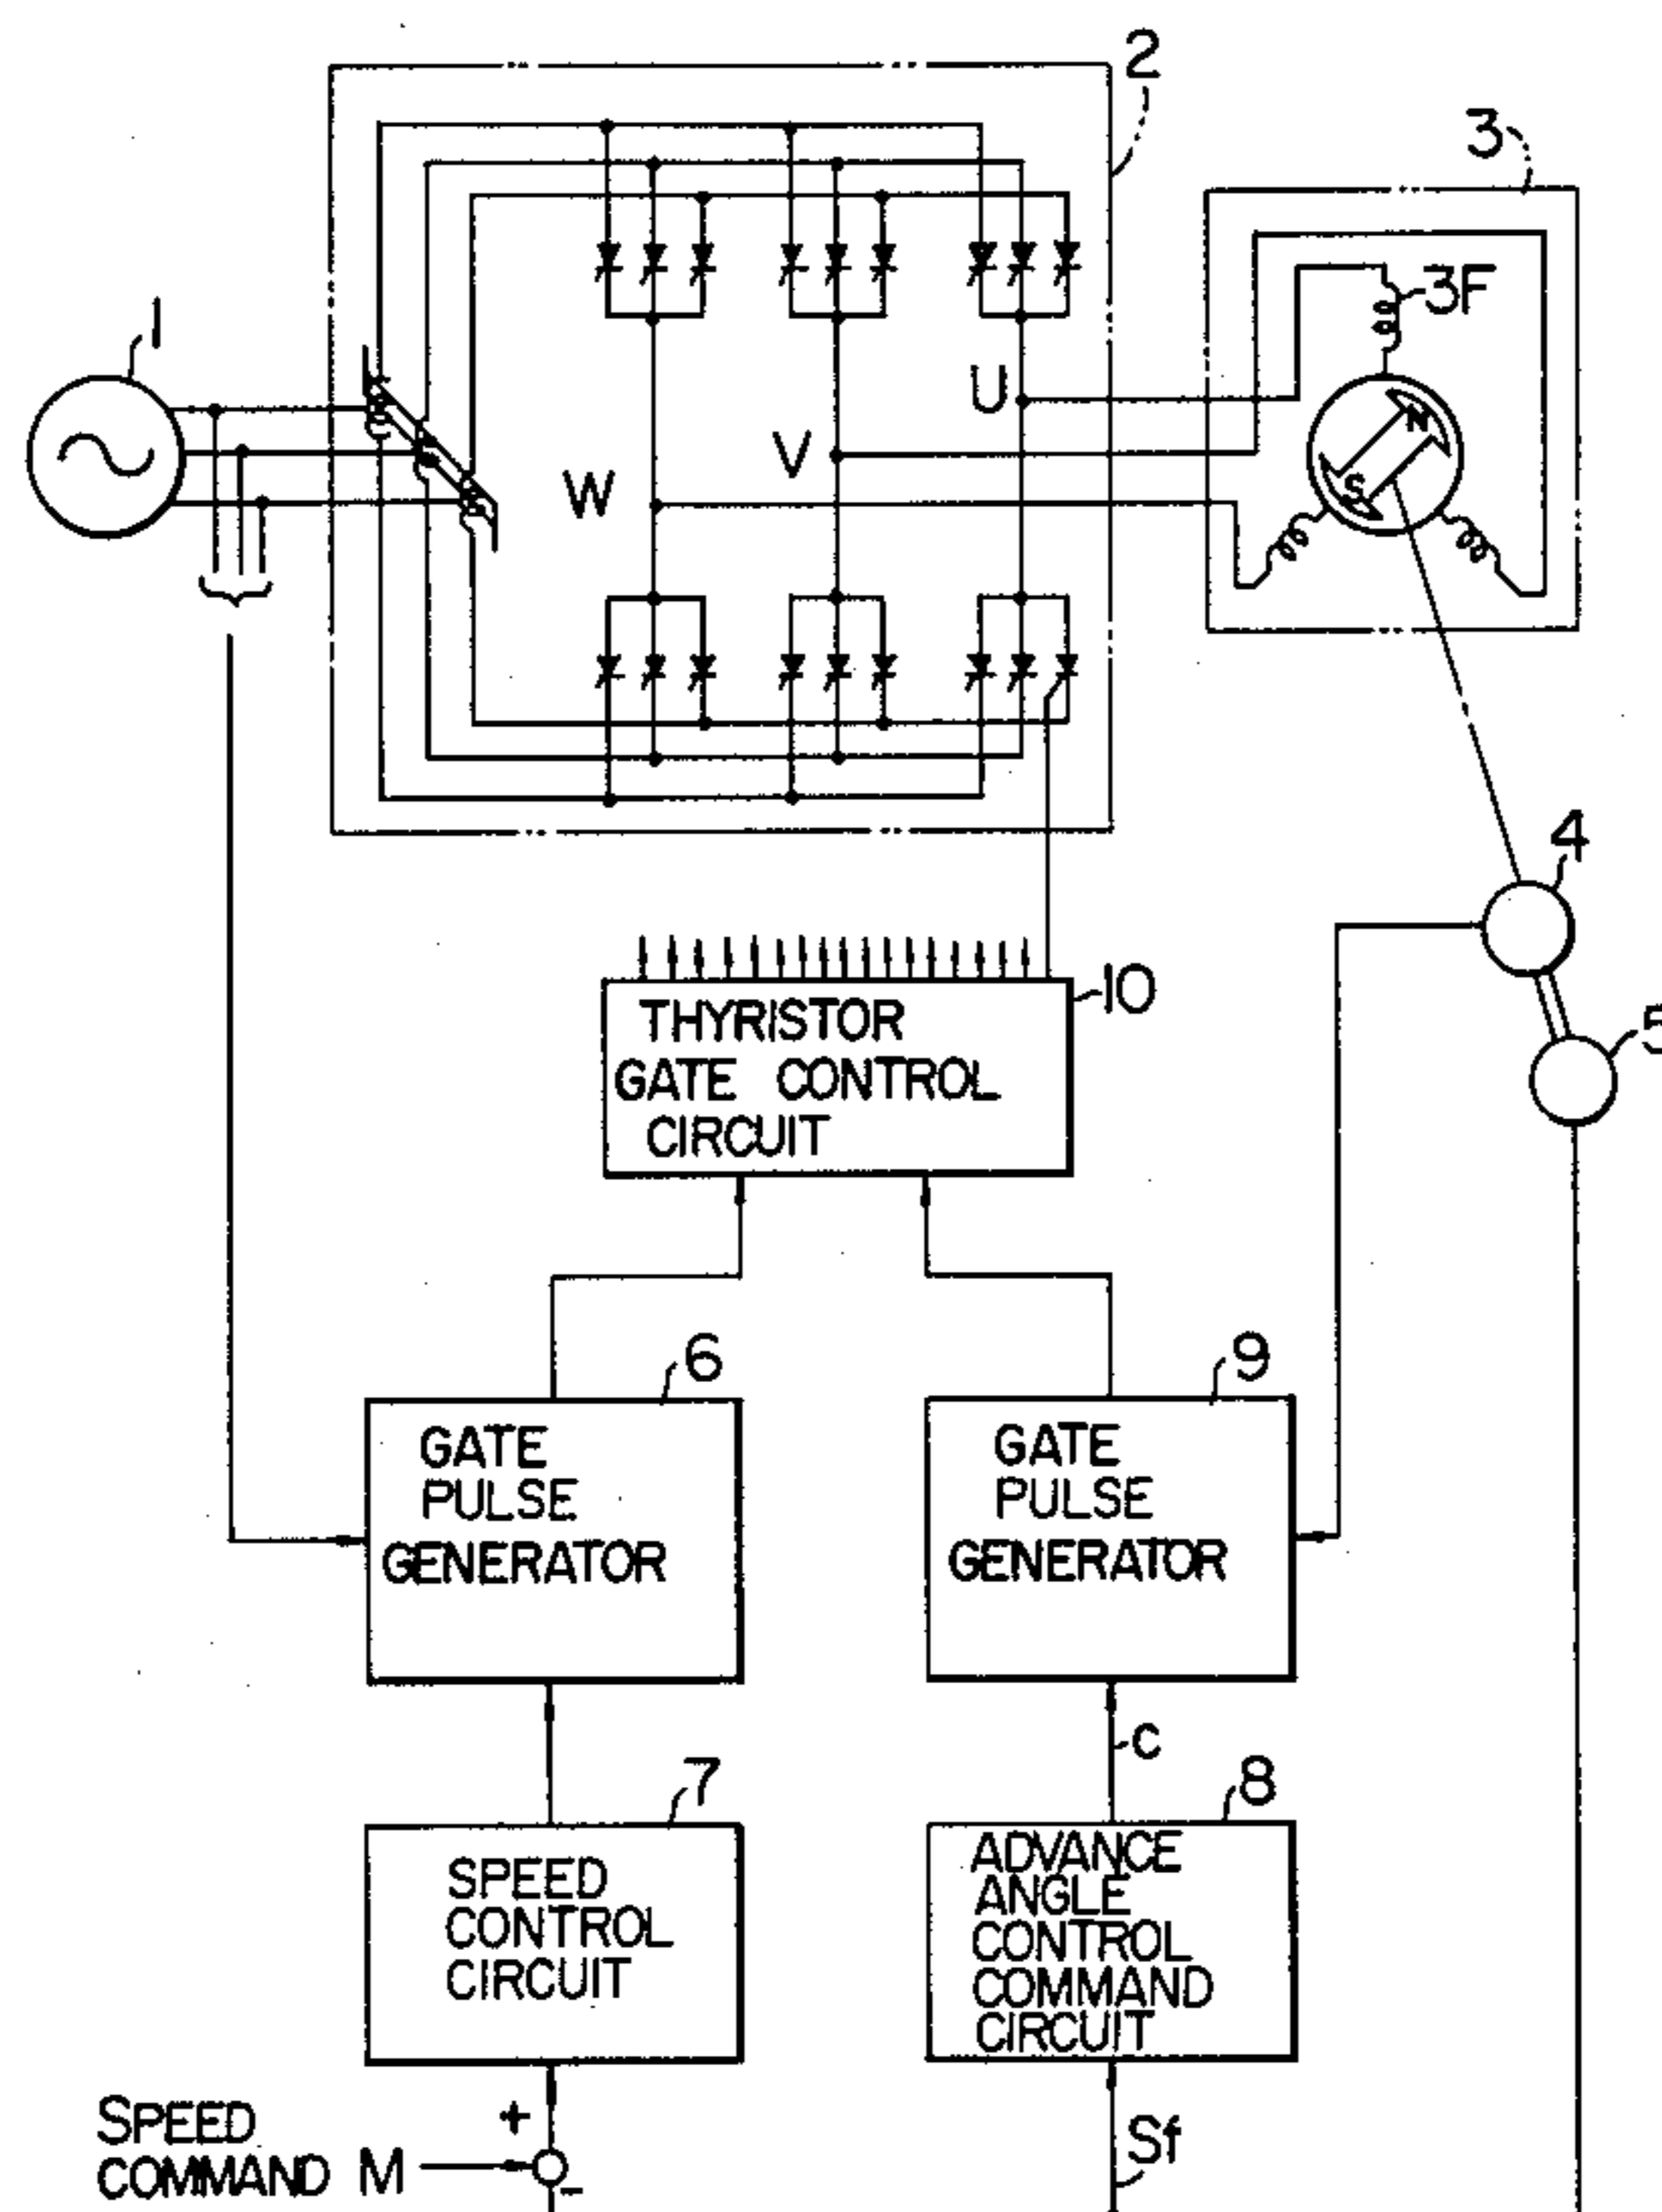 2
3
1
3F
U
N
V
S
W
4
10
THYRISTOR
GATE CONTROL
CIRCUIT
5
6
9
GATE
PULSE
GENERATOR
GATE
PULSE
GENERATOR
C
7
8
SPEED
CONTROL
CIRCUIT
ADVANCE
ANGLE
CONTROL
COMMAND
CIRCUIT
SPEED
COMMAND M
+
-
Sf